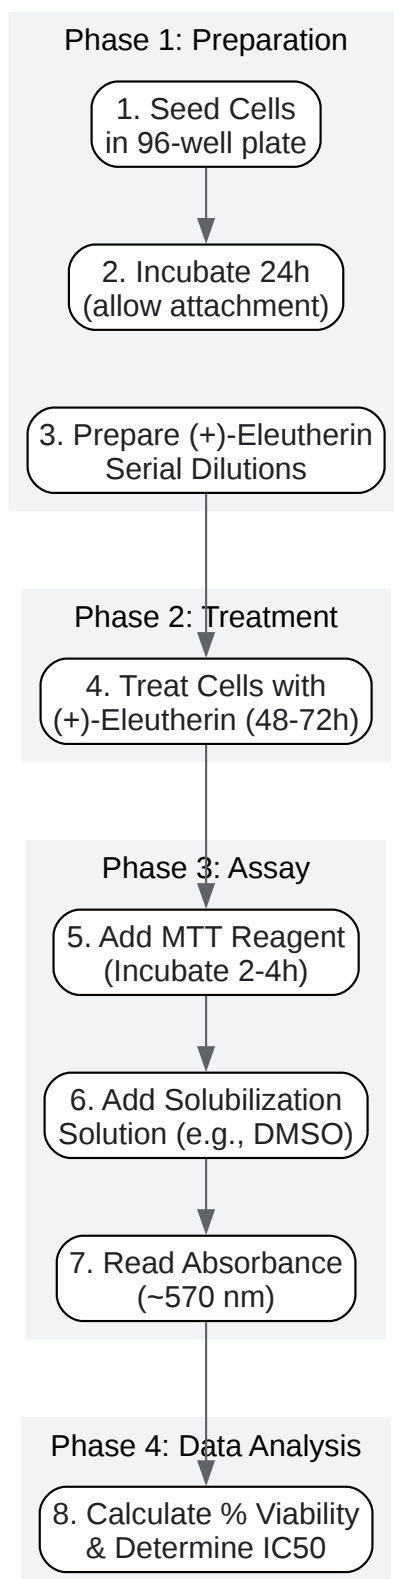 Phase 1: Preparation
1. Seed Cells
in 96-well plate
2. Incubate 24h
(allow attachment)
3. Prepare (+)-Eleutherin
Serial Dilutions
Phase 2: Treatment
4. Treat Cells with
(+)-Eleutherin (48-72h)
Phase 3: Assay
5. Add MTT Reagent
(Incubate 2-4h)
6. Add Solubilization
Solution (e.g., DMSO)
7. Read Absorbance
(~570 nm)
Phase 4: Data Analysis
8. Calculate % Viability
& Determine IC50